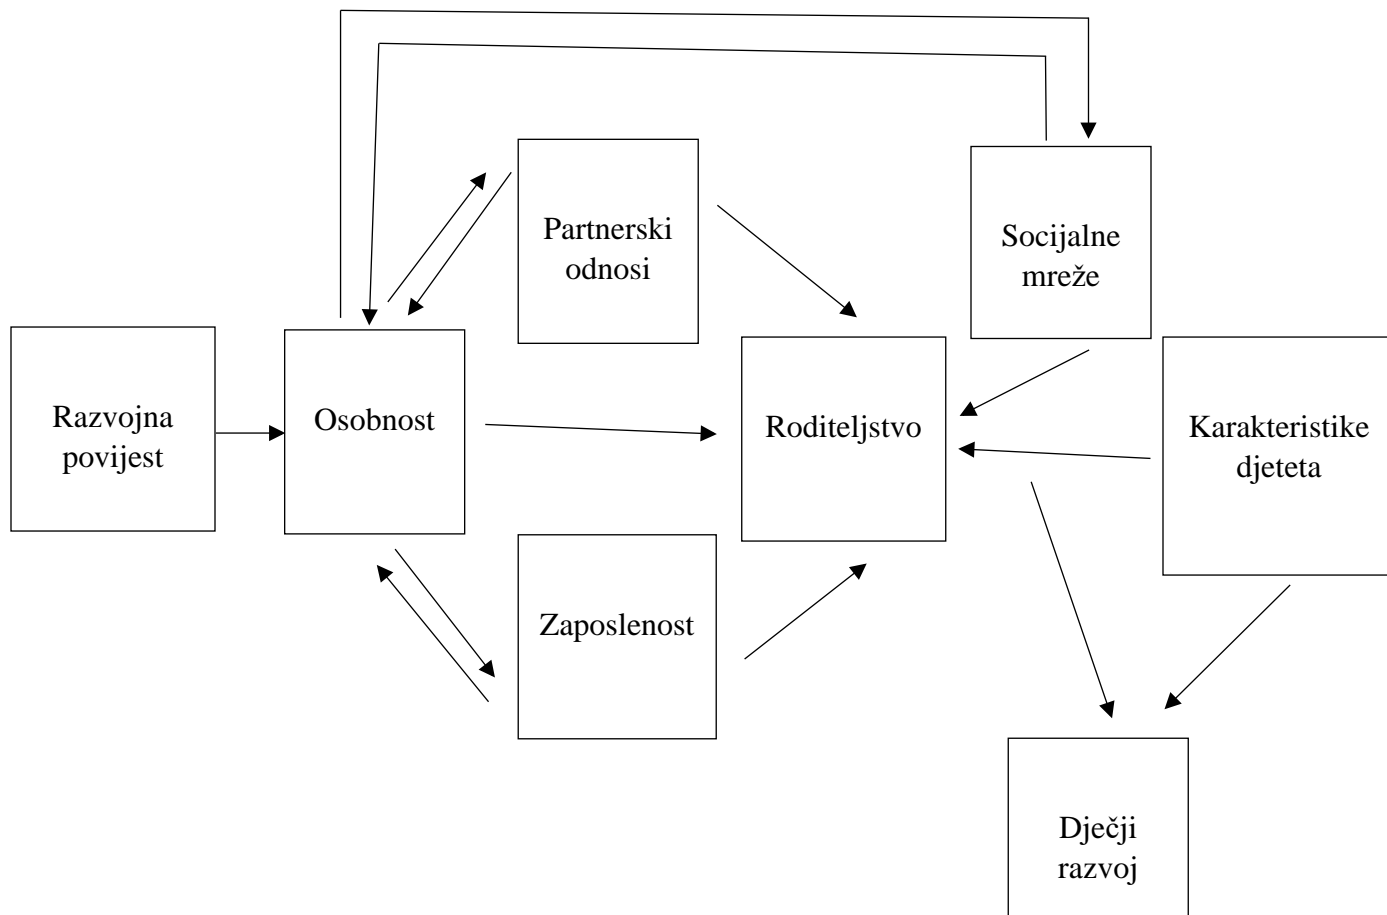 Partnerski
odnosi
Socijalne
mreže
Razvojna
povijest
Osobnost
Roditeljstvo
Karakteristike
djeteta
Zaposlenost
Dječji
razvoj